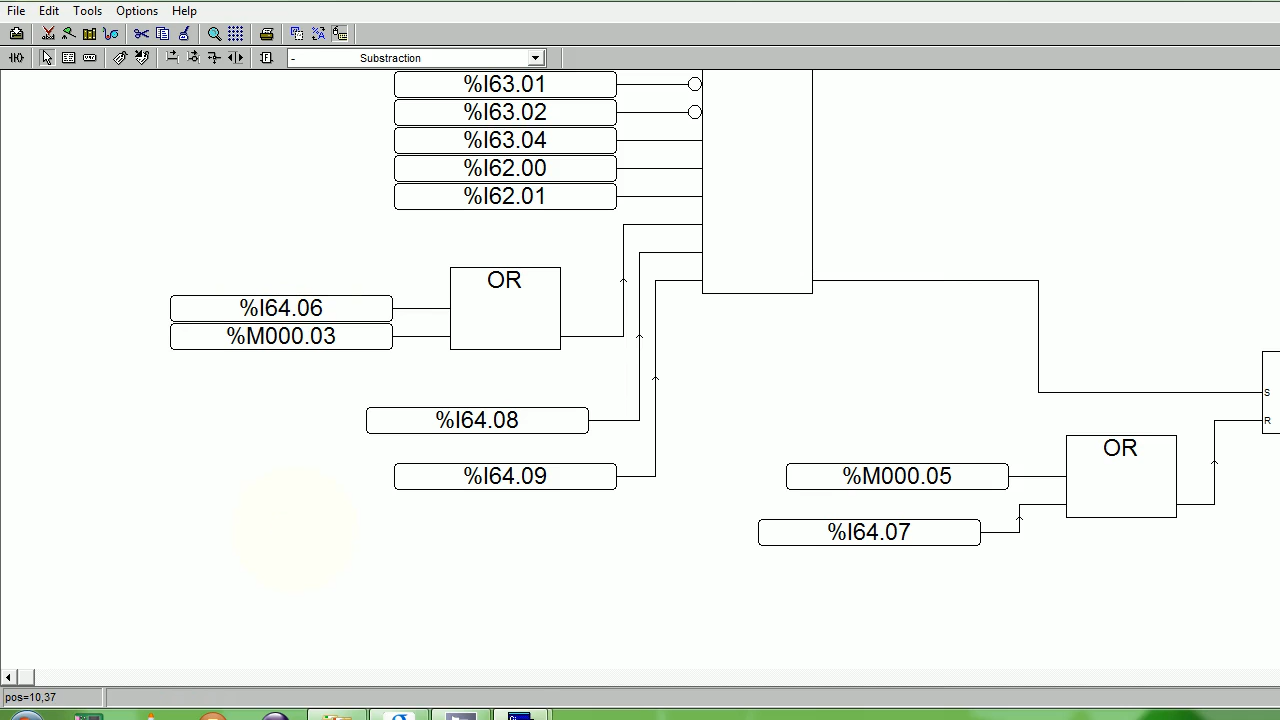 File Edit Tools Options Help
- Substraction
%I63.01
%I63.02
%I63.04
%I62.00
%I62.01
OR
%I64.06
%M000.03
S
%I64.08
R
OR
%I64.09
%M000.05
%I64.07
pos=10,37